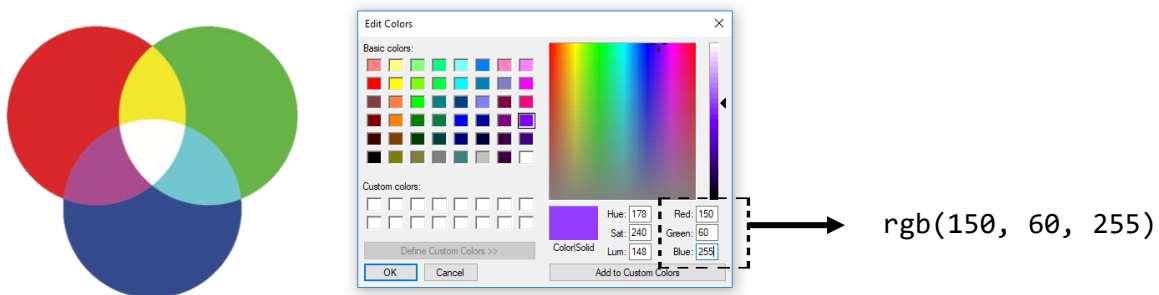 Edit Colors
Basic colors:
Custom colors:
Define Custom Colors >>
OK Cancel
Color|Solid
Hue: 178 Red: 150
Sat: 240 Green: 60
Lum: 148 Blue: 255
Add to Custom Colors
rgb(150, 60, 255)